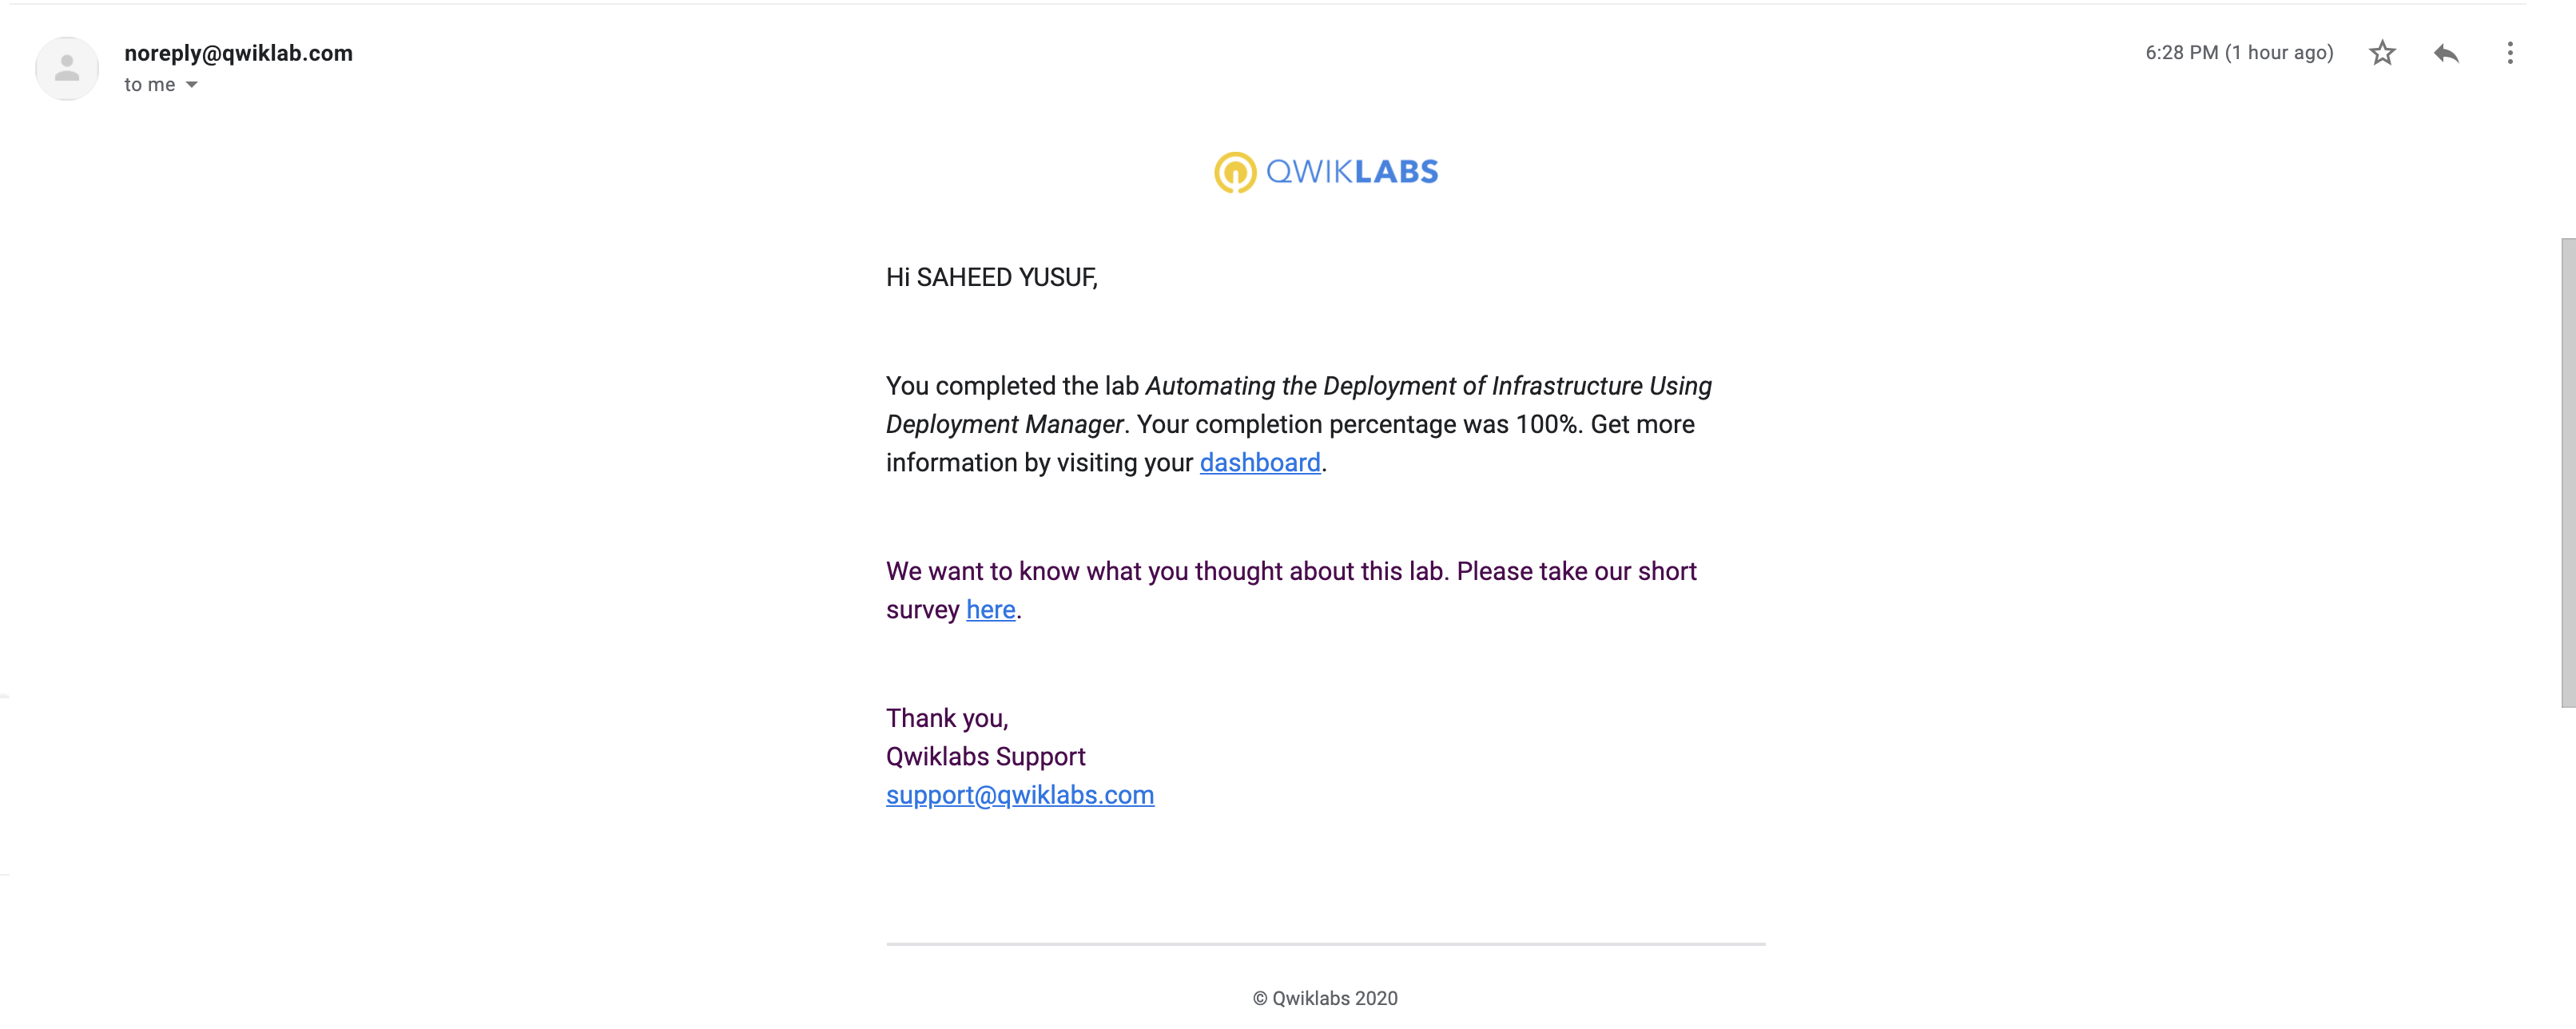 noreply@qwiklab.com
6:28 PM (1 hour ago)
to me
QWIKLABS
Hi SAHEED YUSUF,
You completed the lab Automating the Deployment of Infrastructure Using
Deployment Manager. Your completion percentage was 100%. Get more
information by visiting your dashboard.
We want to know what you thought about this lab. Please take our short
survey here.
Thank you,
Qwiklabs Support
support@qwiklabs.com
© Qwiklabs 2020